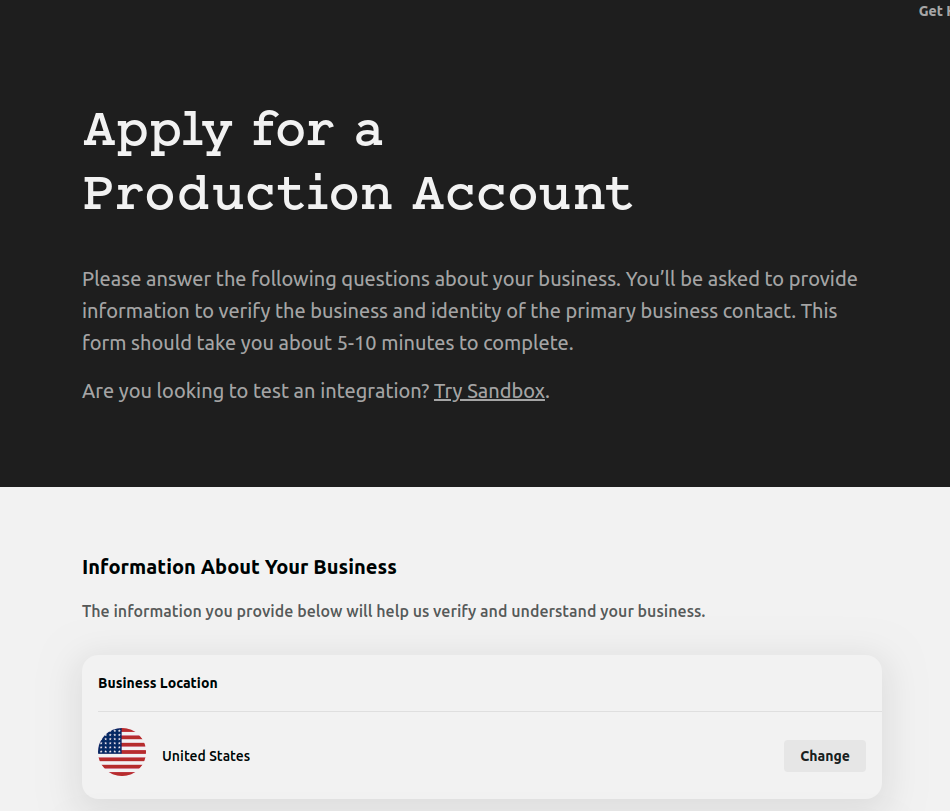 Get
Apply for a
Production Account
Please answer the following questions about your business. You’ll be asked to provide
information to verify the business and identity of the primary business contact. This
form should take you about 5-10 minutes to complete.
Are you looking to test an integration? Try Sandbox.
Information About Your Business
The information you provide below will help us verify and understand your business.
Business Location
United States
Change